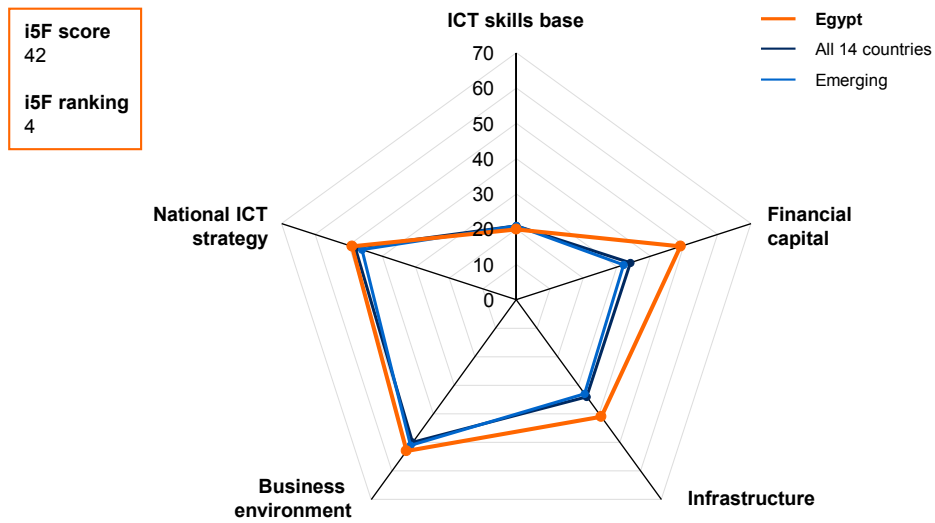 i5F score
42
i5F ranking
4
ICT skills base
Egypt
All 14 countries
Emerging
70
60
50
40
30
20
10
0
National ICT
strategy
Financial
capital
Business
environment
Infrastructure